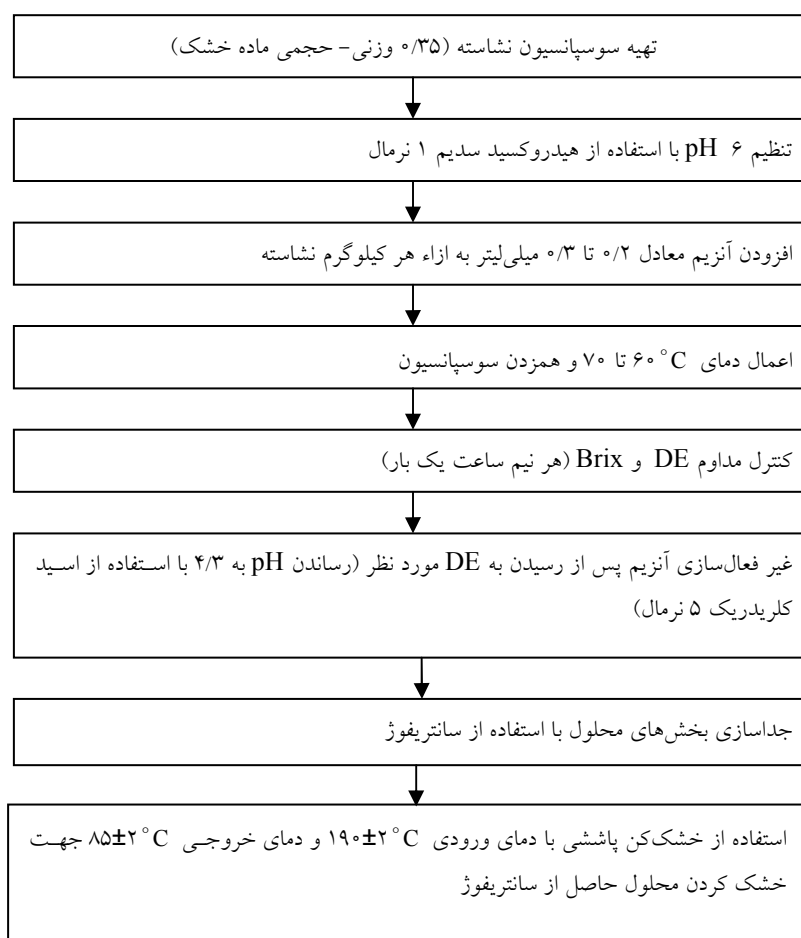 تهیه سوسپانسیون نشاسته (۰/۳۵ وزنی- حجمی ماده خشک)
تنظیم pH ۶ با استفاده از هیدروکسید سدیم ۱ نرمال
افزودن آنزیم معادل ۰/۲ تا ۰/۳ میلی‌لیتر به ازاء هر کیلوگرم نشاسته
اعمال دمای ۶۰°C تا ۷۰ و همزدن سوسپانسیون
کنترل مداوم DE و Brix (هر نیم ساعت یک بار)
غیر فعال‌سازی آنزیم پس از رسیدن به DE مورد نظر (رساندن pH به ۴/۳ با استفاده از اسید
کلریدریک ۵ نرمال)
جداسازی بخش‌های محلول با استفاده از سانتریفوژ
استفاده از خشک‌کن پاششی با دمای ورودی ۱۹۰±۲°C و دمای خروجی ۸۵±۲°C جهت
خشک کردن محلول حاصل از سانتریفوژ